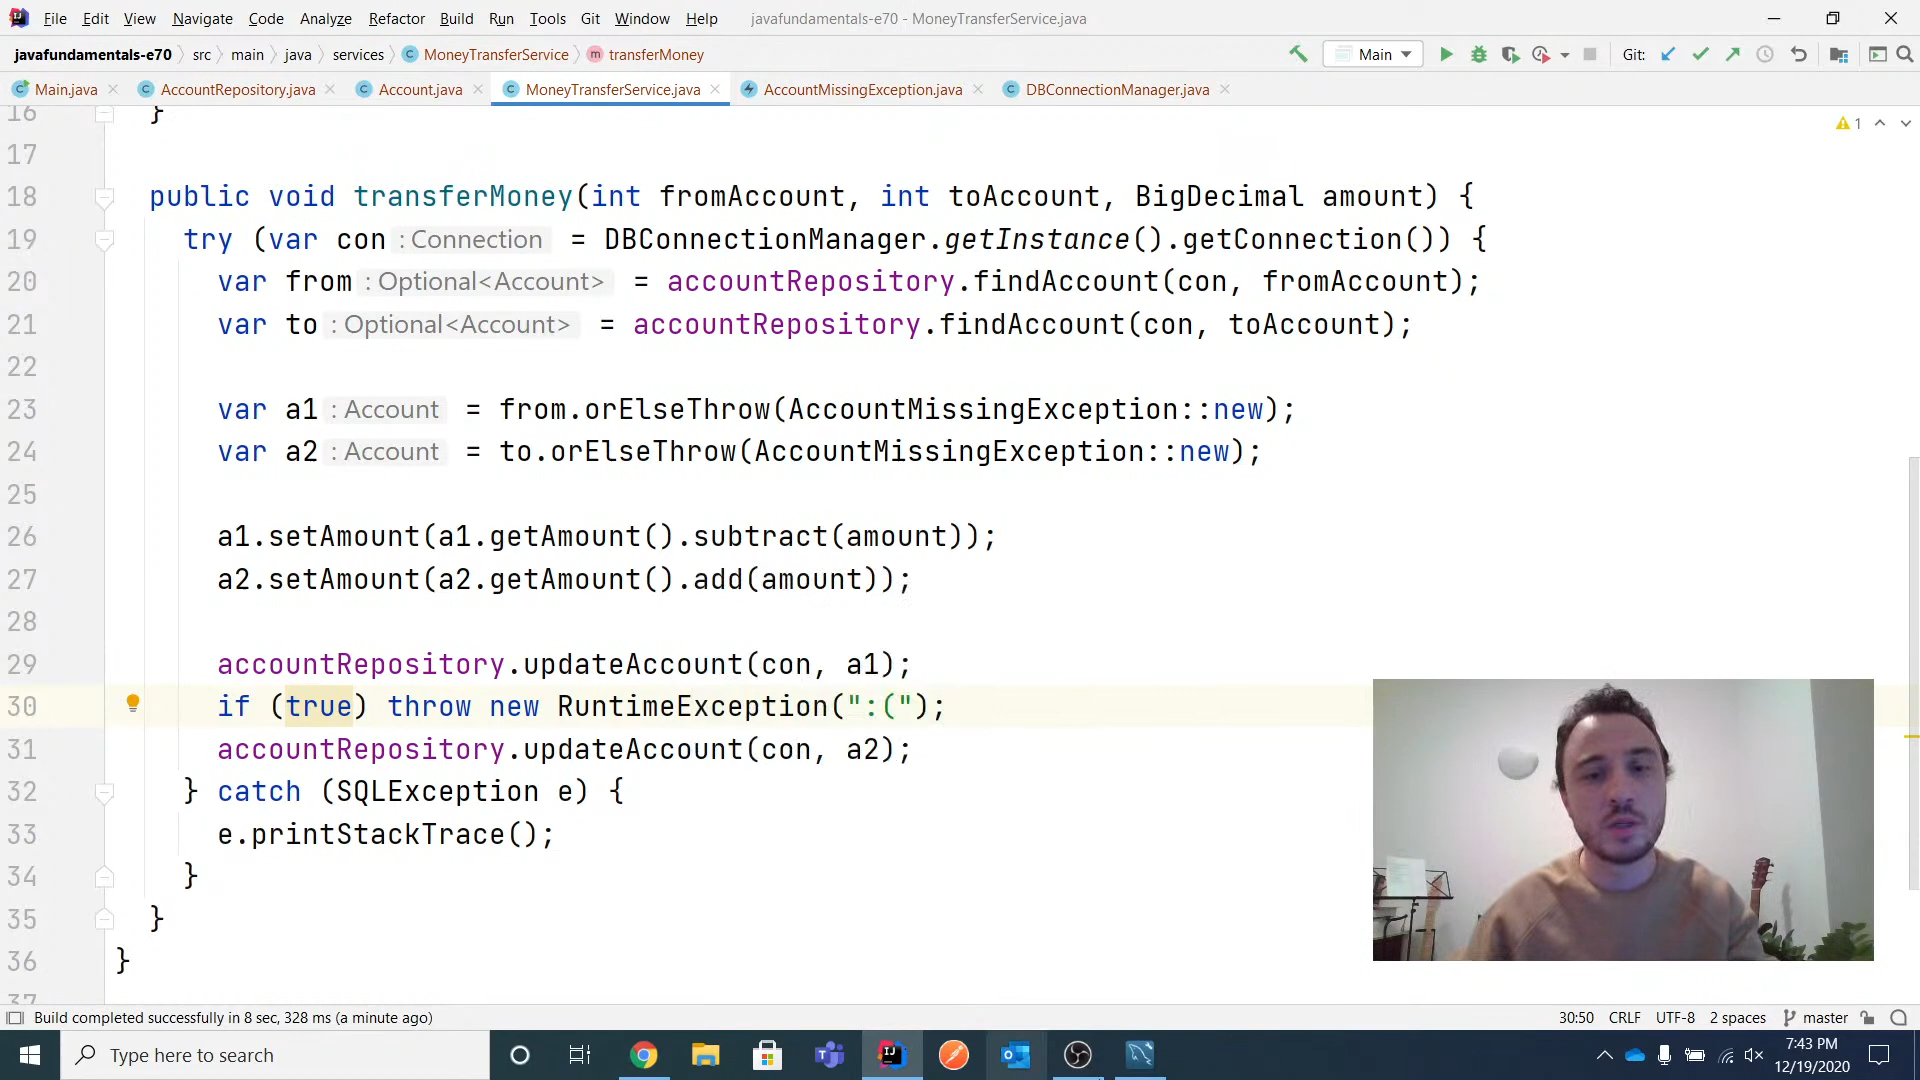 File Edit View Navigate Code Analyze Refactor Build Run Tools Git Window Help javafundamentals-e70 - MoneyTransferService.java
javafundamentals-e70 src main java services MoneyTransferService transferMoney Main Git:
Main.java AccountRepository.java Account.java MoneyTransferService.java AccountMissingException.java DBConnectionManager.java
16 }
1
17
18 public void transferMoney(int fromAccount, int toAccount, BigDecimal amount) {
19 try (var con : Connection = DBConnectionManager.getInstance().getConnection()) {
20 var from : Optional<Account> = accountRepository.findAccount(con, fromAccount);
21 var to : Optional<Account> = accountRepository.findAccount(con, toAccount);
22
23 var a1 : Account = from.orElseThrow(AccountMissingException::new);
24 var a2 : Account = to.orElseThrow(AccountMissingException::new);
25
26 a1.setAmount(a1.getAmount().subtract(amount));
27 a2.setAmount(a2.getAmount().add(amount));
28
29 accountRepository.updateAccount(con, a1);
30 if (true) throw new RuntimeException(":(");
31 accountRepository.updateAccount(con, a2);
32 } catch (SQLException e) {
33 e.printStackTrace();
34 }
35 }
36 }
37
Build completed successfully in 8 sec, 328 ms (a minute ago) 30:50 CRLF UTF-8 2 spaces master
Type here to search
7:43 PM
12/19/2020